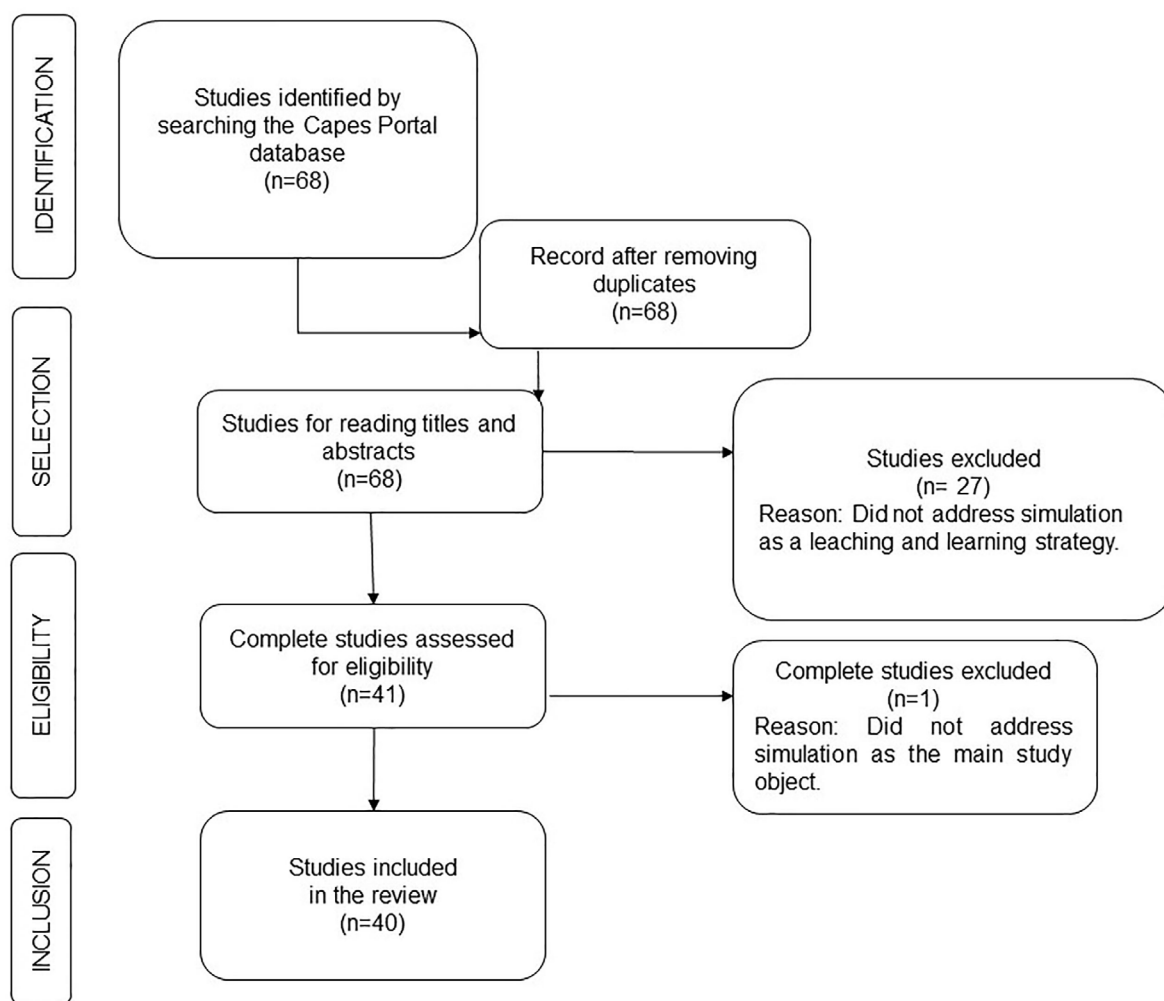 IDENTIFICATION
Studies identified by
searching the Capes Portal
database
(n=68)
Record after removing
duplicates
(n=68)
SELECTION
Studies for reading titles and
abstracts
(n=68)
Studies excluded
(n= 27)
Reason: Did not address simulation
as a leaching and learning strategy.
ELIGIBILITY
Complete studies assessed
for eligibility
(n=41)
Complete studies excluded
(n=1)
Reason: Did not address
simulation as the main study
object.
INCLUSION
Studies included
in the review
(n=40)